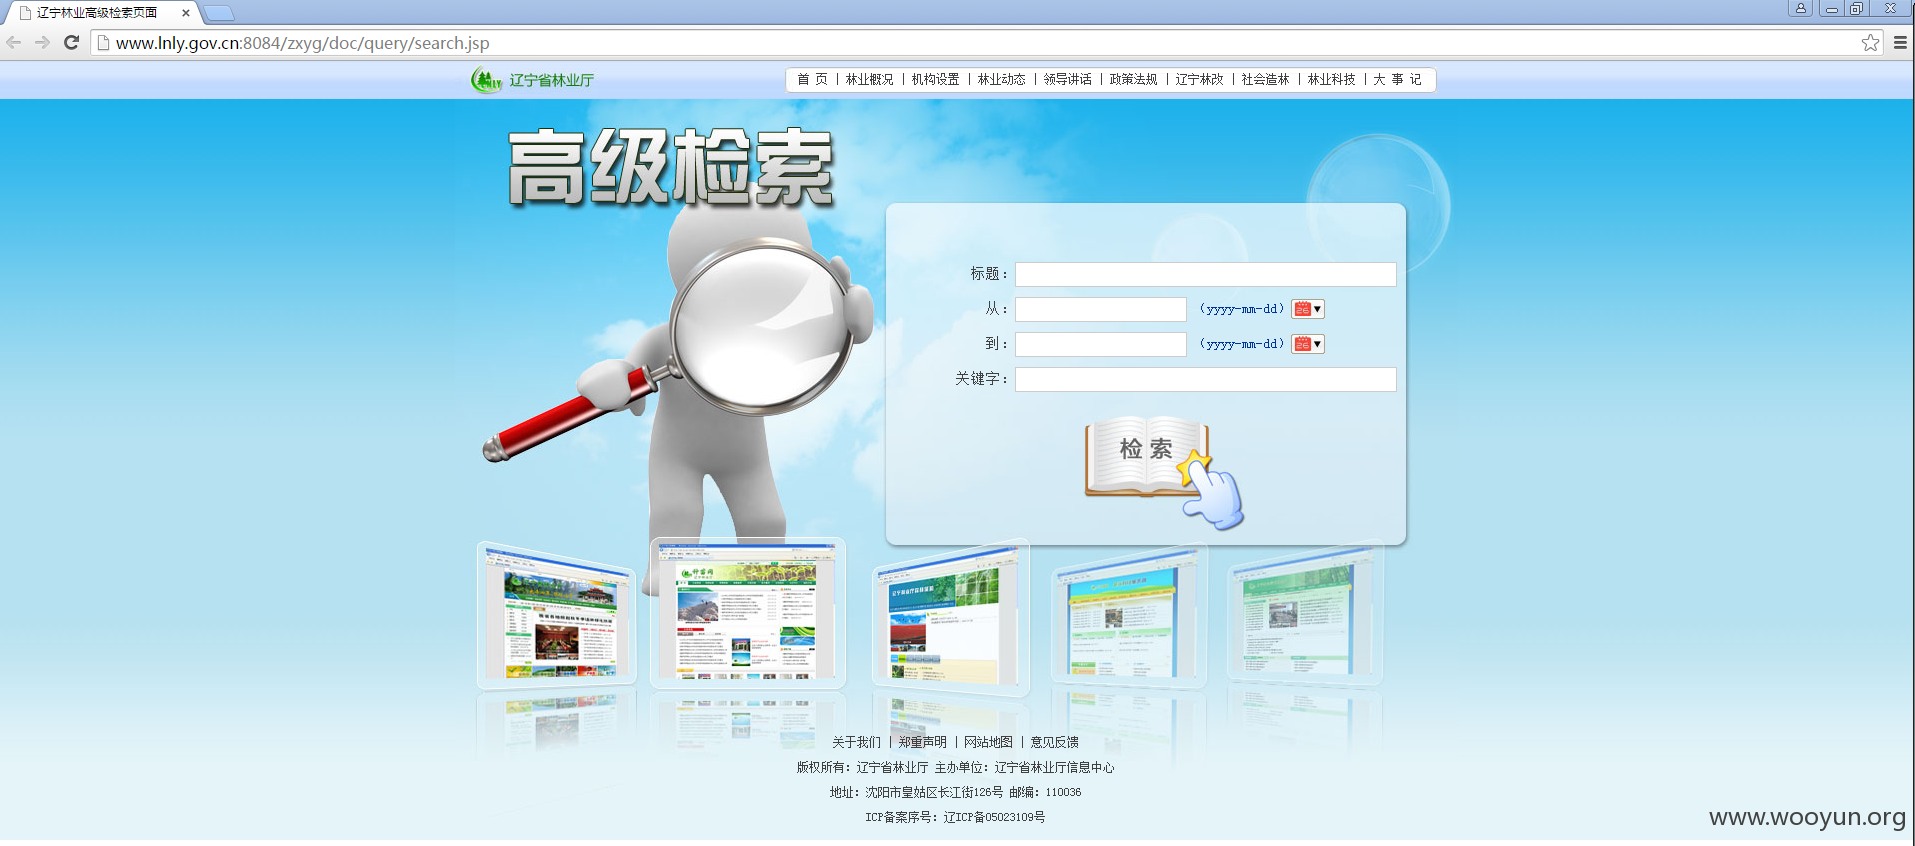 辽宁林业高级检索页面
www.lnly.gov.cn:8084/zxyg/doc/query/search.jsp
LNLY 辽宁省林业厅
首 页 | 林业概况 | 机构设置 | 林业动态 | 领导讲话 | 政策法规 | 辽宁林改 | 社会造林 | 林业科技 | 大 事 记
高级检索
标题：
从： （yyyy-mm-dd） 26
到： （yyyy-mm-dd） 26
关键字：
检 索
种苗网
关于我们 | 郑重声明 | 网站地图 | 意见反馈
版权所有：辽宁省林业厅 主办单位：辽宁省林业厅信息中心
地址：沈阳市皇姑区长江街126号 邮编：110036
ICP备案序号：辽ICP备05023109号
www.wooyun.org